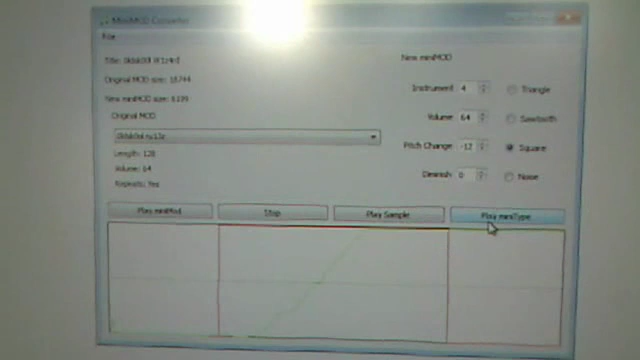 MiniMOD Converter
File
New miniMOD
Original MOD size: 18744
New miniMOD size: 6199
Original MOD
Length: 128
Volume: 64
Repeats: Yes
Instrument 4
Triangle
Volume 64
Sawtooth
Pitch Change -12
Square
Diminish 0
Noise
Play miniMod
Stop
Play Sample
Play miniType